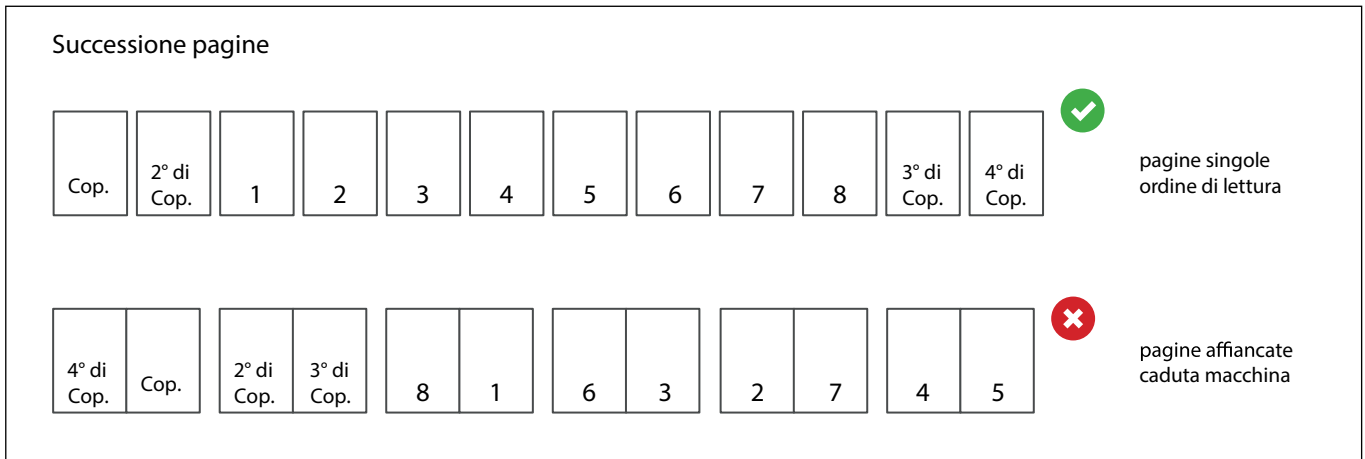 Successione pagine
Cop.
2° di
Cop.
1
2
3
4
5
6
7
8
3° di
Cop.
4° di
Cop.
pagine singole
ordine di lettura
4° di
Cop.
Cop.
2° di
Cop.
3° di
Cop.
8
1
6
3
2
7
4
5
pagine affiancate
caduta macchina